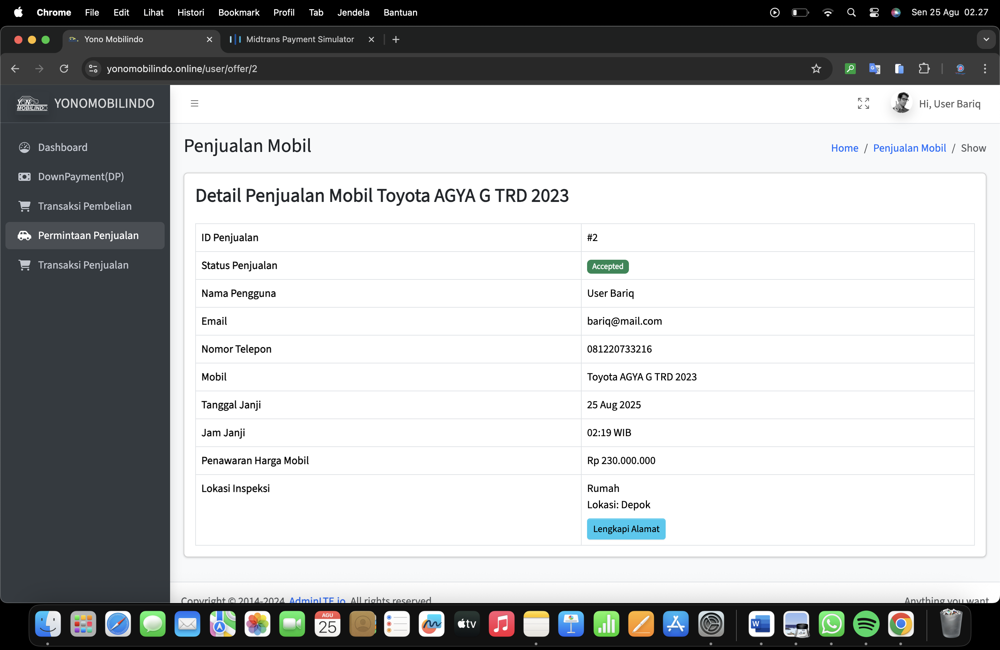 Chrome File Edit Lihat Histori Bookmark Profil Tab Jendela Bantuan Sen 25 Agu 02.27
Yono Mobilindo Midtrans Payment Simulator
yonomobilindo.online/user/offer/2
YONO MOBILINDO YONOMOBILINDO
Hi, User Bariq
Dashboard
DownPayment(DP)
Transaksi Pembelian
Permintaan Penjualan
Transaksi Penjualan
Penjualan Mobil
Home / Penjualan Mobil / Show
Detail Penjualan Mobil Toyota AGYA G TRD 2023
ID Penjualan #2
Status Penjualan Accepted
Nama Pengguna User Bariq
Email bariq@mail.com
Nomor Telepon 081220733216
Mobil Toyota AGYA G TRD 2023
Tanggal Janji 25 Aug 2025
Jam Janji 02:19 WIB
Penawaran Harga Mobil Rp 230.000.000
Lokasi Inspeksi Rumah
Lokasi: Depok
Lengkapi Alamat
Copyright © 2014-2024 AdminLTE.io. All rights reserved.
Anything you want
AGU
25
tv
W